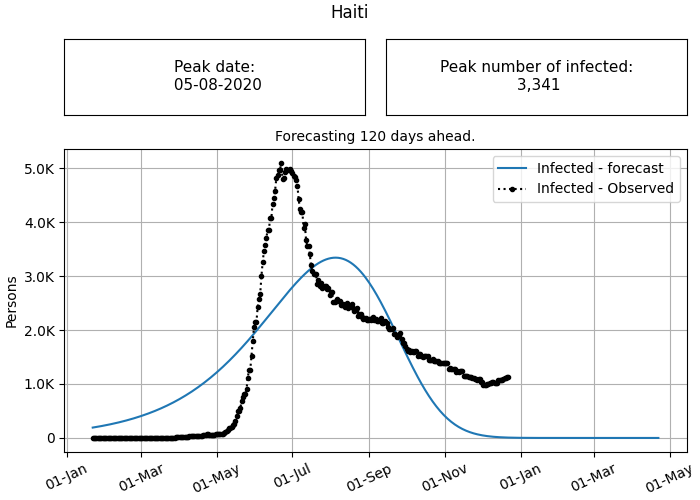 Haiti
Peak date:
05-08-2020
Peak number of infected:
3,341
Forecasting 120 days ahead.
Infected - forecast
Infected - Observed
Persons
5.0K
4.0K
3.0K
2.0K
1.0K
0
01-Jan
01-Mar
01-May
01-Jul
01-Sep
01-Nov
01-Jan
01-Mar
01-May